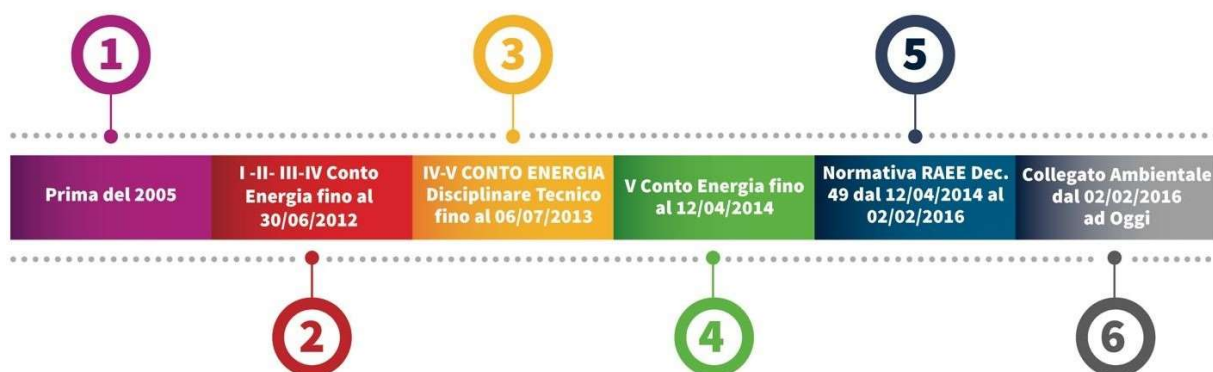 1
3
5
Prima del 2005
I -II- III-IV Conto
Energia fino al
30/06/2012
IV-V CONTO ENERGIA
Disciplinare Tecnico
fino al 06/07/2013
V Conto Energia fino
al 12/04/2014
Normativa RAEE Dec.
49 dal 12/04/2014 al
02/02/2016
Collegato Ambientale
dal 02/02/2016
ad Oggi
2
4
6